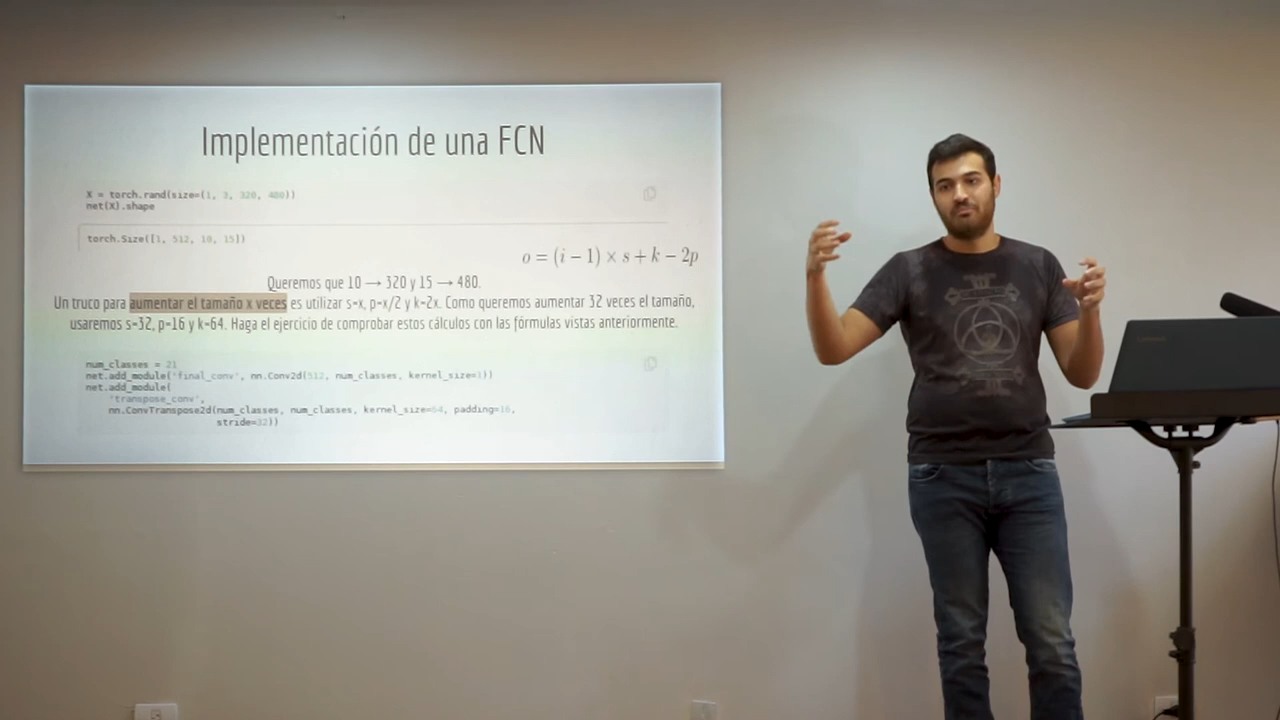 Implementación de una FCN
X = torch.rand(size=(1, 3, 320, 480))
net(X).shape
torch.Size([1, 512, 10, 15])
o = (i − 1) × s + k − 2p
Queremos que 10 → 320 y 15 → 480.
Un truco para aumentar el tamaño x veces es utilizar s=x, p=x/2 y k=2x. Como queremos aumentar 32 veces el tamaño,
usaremos s=32, p=16 y k=64. Haga el ejercicio de comprobar estos cálculos con las fórmulas vistas anteriormente.
num_classes = 21
net.add_module('final_conv', nn.Conv2d(512, num_classes, kernel_size=1))
net.add_module(
'transpose_conv',
nn.ConvTranspose2d(num_classes, num_classes, kernel_size=64, padding=16,
stride=32))
Lenovo